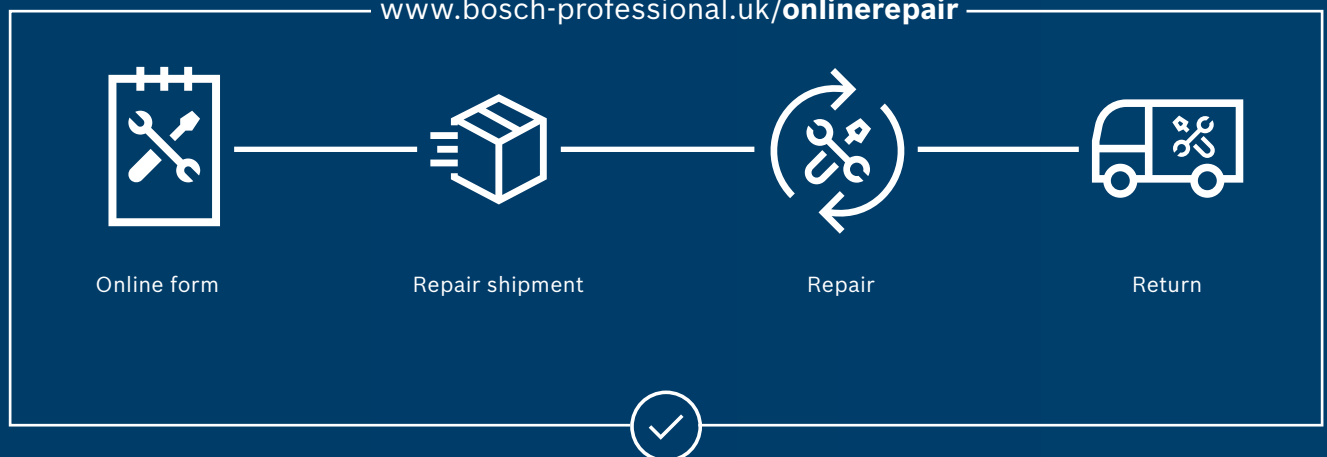 www.bosch-professional.uk/onlinerepair
Online form
Repair shipment
Repair
Return